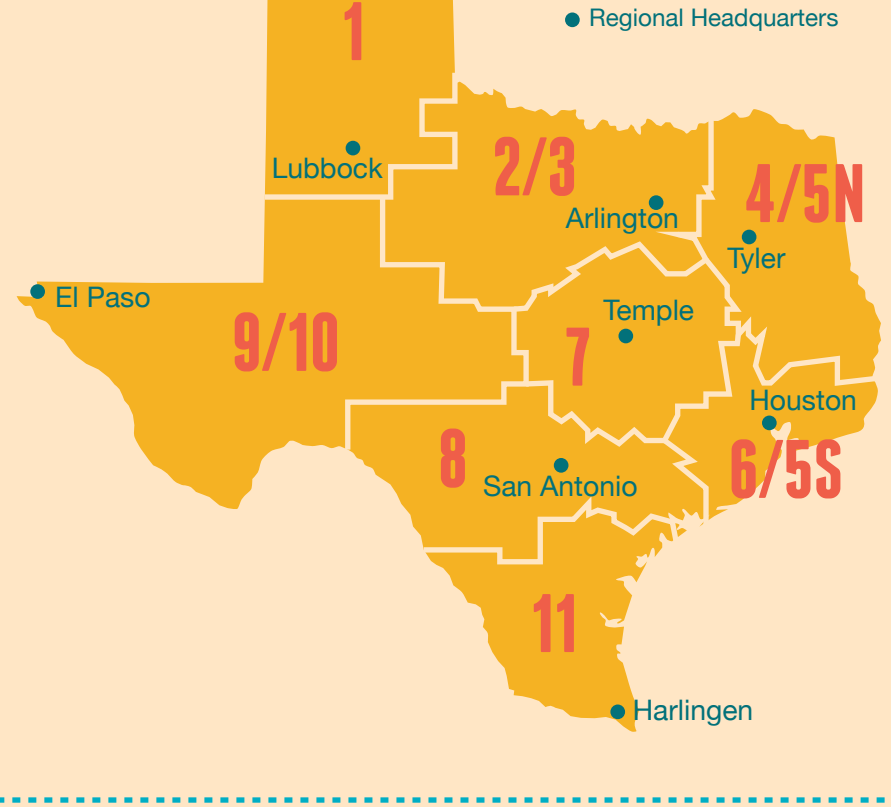 1
Regional Headquarters
Lubbock
2/3
Arlington
4/5N
Tyler
El Paso
9/10
Temple
7
Houston
8
San Antonio
6/5S
11
Harlingen